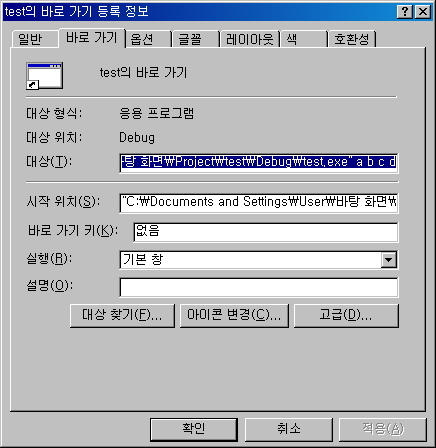 test의 바로 가기 등록 정보
일반 바로 가기 옵션 글꼴 레이아웃 색 호환성
test의 바로 가기
대상 형식: 응용 프로그램
대상 위치: Debug
대상(T): 탕 화면\Project\test\Debug\test.exe" a b c d
시작 위치(S): "C:\Documents and Settings\User\바탕 화면\
바로 가기 키(K): 없음
실행(R): 기본 창
설명(O):
대상 찾기(F)... 아이콘 변경(C)... 고급(D)...
확인 취소 적용(A)